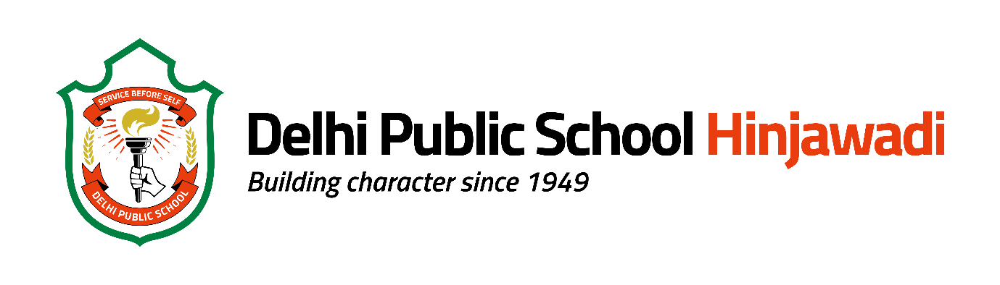 SERVICE BEFORE SELF
DELHI PUBLIC SCHOOL
Delhi Public School Hinjawadi
Building character since 1949